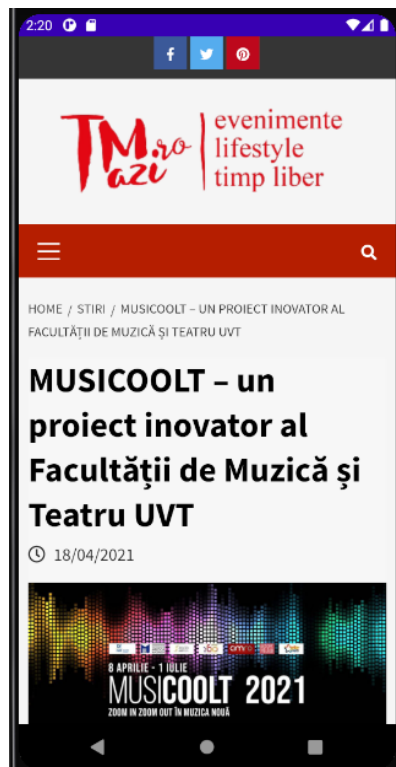 2:20
TM.ro
azi
evenimente
lifestyle
timp liber
HOME / STIRI / MUSICOOLT – UN PROIECT INOVATOR AL
FACULTĂȚII DE MUZICĂ ȘI TEATRU UVT
MUSICOOLT – un
proiect inovator al
Facultății de Muzică și
Teatru UVT
18/04/2021
8 APRILIE - 1 IULIE
MUSICOOLT 2021
ZOOM IN ZOOM OUT ÎN MUZICA NOUĂ